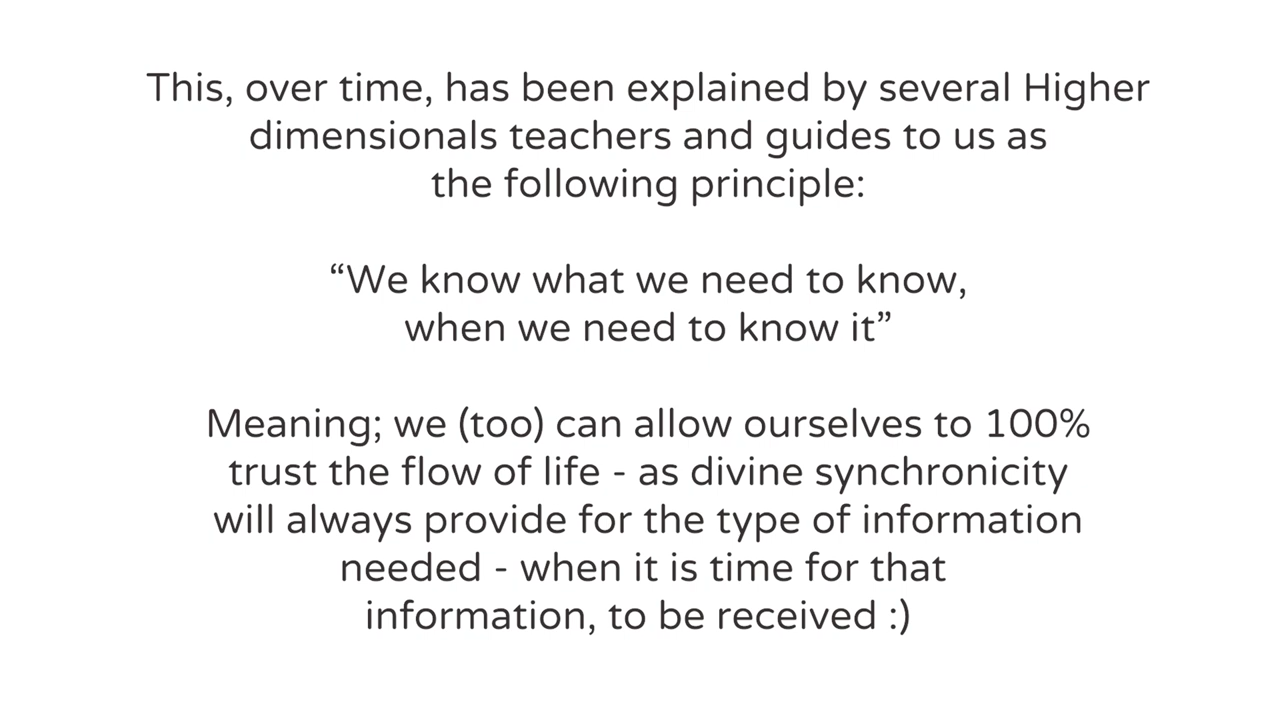 This, over time, has been explained by several Higher
dimensionals teachers and guides to us as
the following principle:
“We know what we need to know,
when we need to know it”
Meaning; we (too) can allow ourselves to 100%
trust the flow of life - as divine synchronicity
will always provide for the type of information
needed - when it is time for that
information, to be received :)